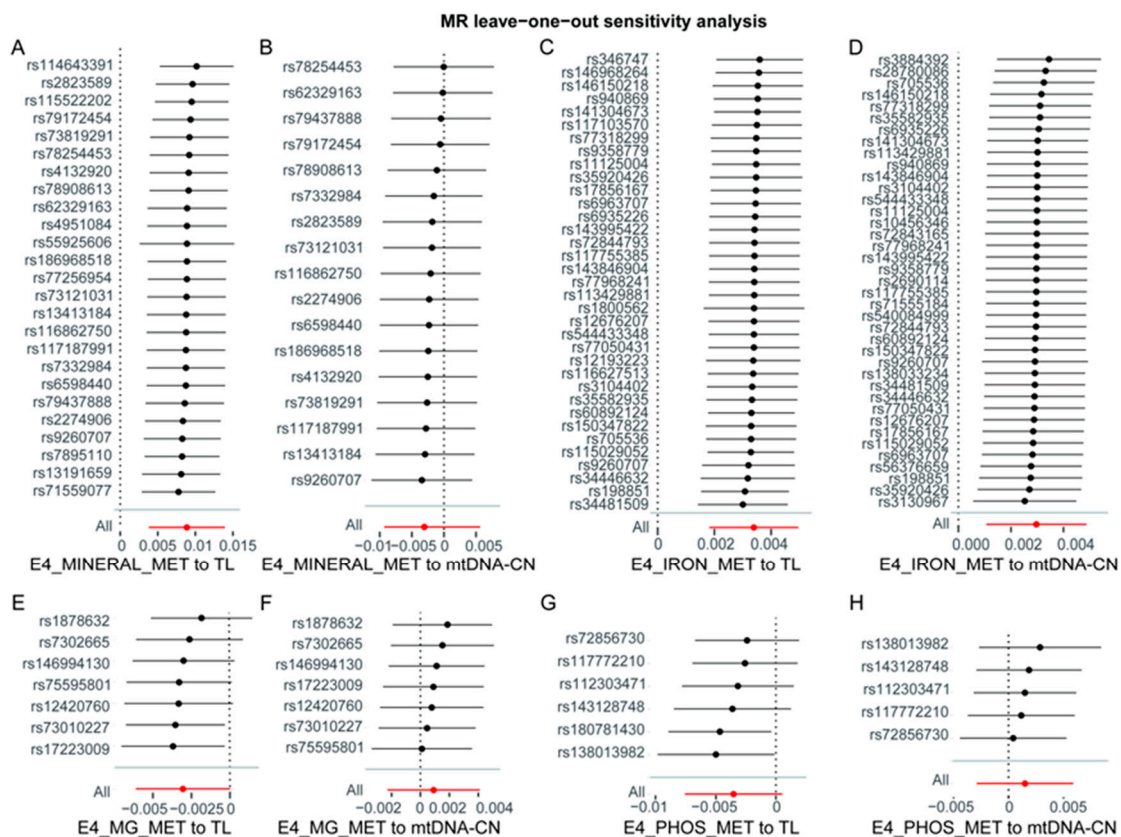 MR leave−one−out sensitivity analysis
A
rs114643391
rs2823589
rs115522202
rs79172454
rs73819291
rs78254453
rs4132920
rs78908613
rs62329163
rs4951084
rs55925606
rs186968518
rs77256954
rs73121031
rs13413184
rs116862750
rs117187991
rs7332984
rs6598440
rs79437888
rs2274906
rs9260707
rs7895110
rs13191659
rs71559077
All
0 0.005 0.010 0.015
E4_MINERAL_MET to TL
B
rs78254453
rs62329163
rs79437888
rs79172454
rs78908613
rs7332984
rs2823589
rs73121031
rs116862750
rs2274906
rs6598440
rs186968518
rs4132920
rs73819291
rs117187991
rs13413184
rs9260707
All
−0.01 −0.005 0 0.005
E4_MINERAL_MET to mtDNA-CN
C
rs346747
rs146968264
rs146150218
rs940869
rs141304673
rs117103570
rs77318299
rs9358779
rs11125004
rs35920426
rs17856167
rs6963707
rs6935226
rs143995422
rs72844793
rs117755385
rs143846904
rs77968241
rs113429881
rs1800562
rs12676207
rs544433348
rs77050431
rs12193223
rs116627513
rs3104402
rs35582935
rs60892124
rs150347822
rs705536
rs115029052
rs9260707
rs34446632
rs198851
rs34481509
All
0 0.002 0.004
E4_IRON_MET to TL
D
rs3884392
rs28780086
rs705536
rs146150218
rs77318299
rs35582935
rs6935226
rs141304673
rs113429881
rs940869
rs143846904
rs3104402
rs544433348
rs11125004
rs10456346
rs72843165
rs77968241
rs143995422
rs9358779
rs2690114
rs117755385
rs71555184
rs540084999
rs72844793
rs60892124
rs150347822
rs9260707
rs138033234
rs34481509
rs34446632
rs77050431
rs12676207
rs17856167
rs115029052
rs6963707
rs56376659
rs198851
rs35920426
rs3130967
All
0.000 0.002 0.004
E4_IRON_MET to mtDNA-CN
E
rs1878632
rs7302665
rs146994130
rs75595801
rs12420760
rs73010227
rs17223009
All
−0.005 −0.0025 0
E4_MG_MET to TL
F
rs1878632
rs7302665
rs146994130
rs17223009
rs12420760
rs73010227
rs75595801
All
−0.002 0 0.002 0.004
E4_MG_MET to mtDNA-CN
G
rs72856730
rs117772210
rs112303471
rs143128748
rs180781430
rs138013982
All
−0.01 −0.005 0
E4_PHOS_MET to TL
H
rs138013982
rs143128748
rs112303471
rs117772210
rs72856730
All
−0.005 0 0.005
E4_PHOS_MET to mtDNA-CN